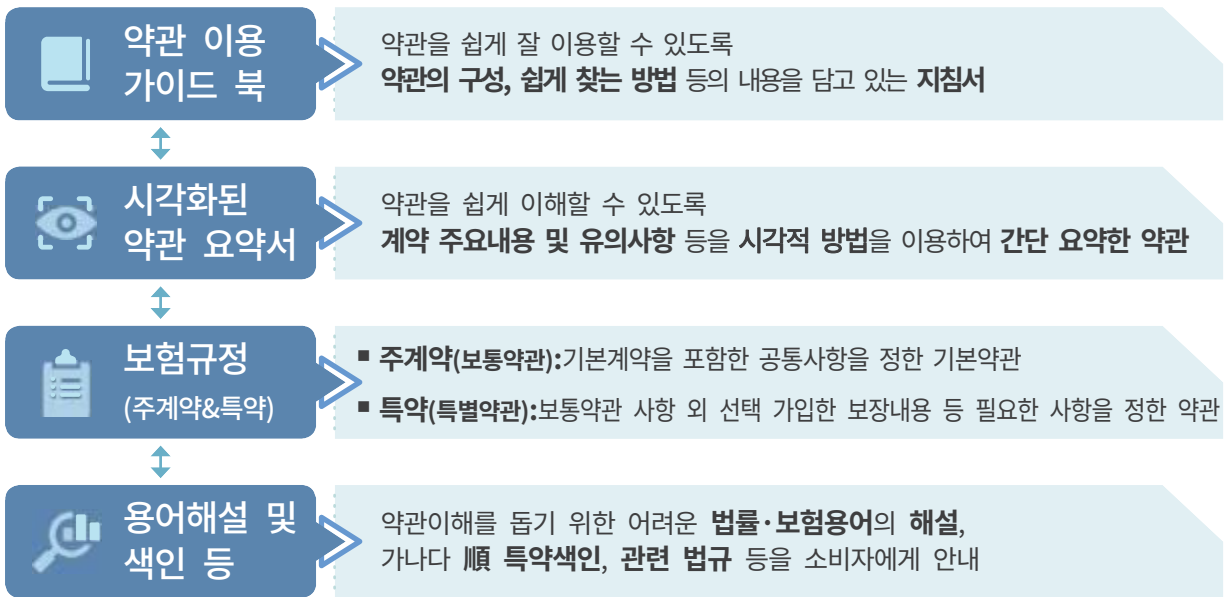 약관 이용
가이드 북
약관을 쉽게 잘 이용할 수 있도록
약관의 구성, 쉽게 찾는 방법 등의 내용을 담고 있는 지침서
시각화된
약관 요약서
약관을 쉽게 이해할 수 있도록
계약 주요내용 및 유의사항 등을 시각적 방법을 이용하여 간단 요약한 약관
보험규정
(주계약&특약)
▪ 주계약(보통약관):기본계약을 포함한 공통사항을 정한 기본약관
▪ 특약(특별약관):보통약관 사항 외 선택 가입한 보장내용 등 필요한 사항을 정한 약관
용어해설 및
색인 등
약관이해를 돕기 위한 어려운 법률·보험용어의 해설,
가나다 順 특약색인, 관련 법규 등을 소비자에게 안내